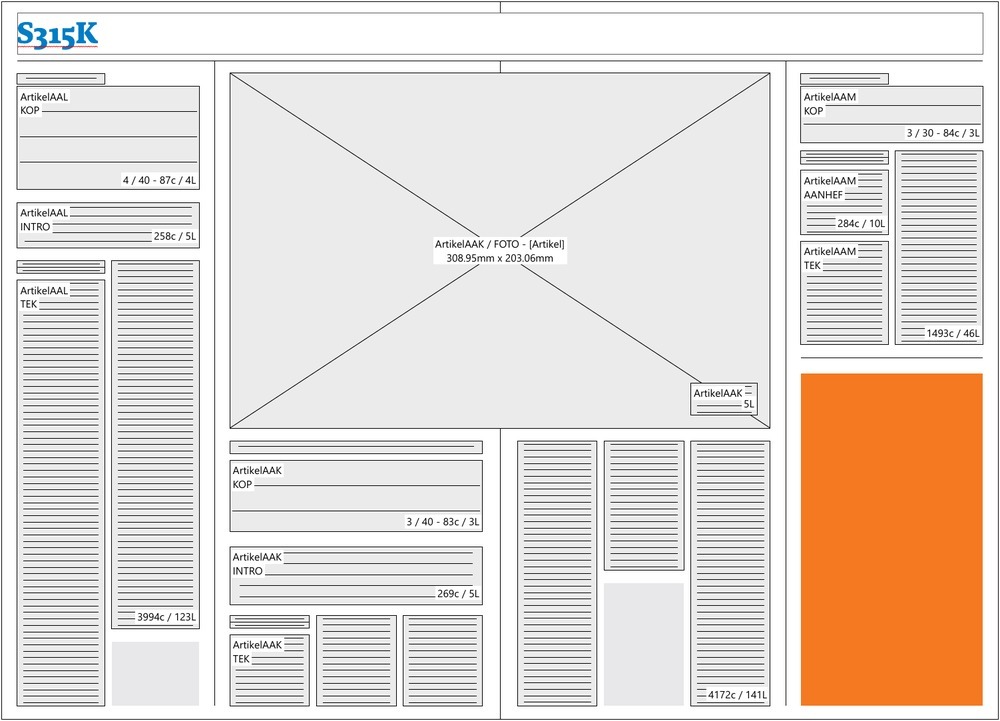 S315K
ArtikelAAL
KOP
4 / 40 - 87c / 4L
ArtikelAAL
INTRO
258c / 5L
ArtikelAAL
TEK
3994c / 123L
ArtikelAAK / FOTO - [Artikel]
308.95mm x 203.06mm
ArtikelAAK
5L
ArtikelAAK
KOP
3 / 40 - 83c / 3L
ArtikelAAK
INTRO
269c / 5L
ArtikelAAK
TEK
4172c / 141L
ArtikelAAM
KOP
3 / 30 - 84c / 3L
ArtikelAAM
AANHEF
284c / 10L
ArtikelAAM
TEK
1493c / 46L